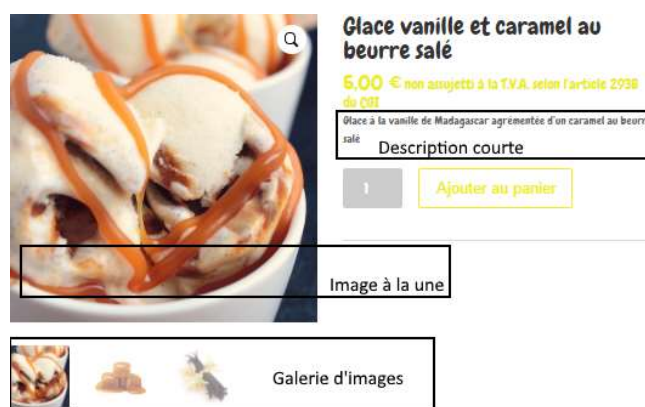 Glace vanille et caramel au
beurre salé
5,00 € non assujetti à la T.V.A. selon l'article 293B
du CGI
Glace à la vanille de Madagascar agrémentée d'un caramel au beurre
salé
Description courte
1
Ajouter au panier
Image à la une
Galerie d'images